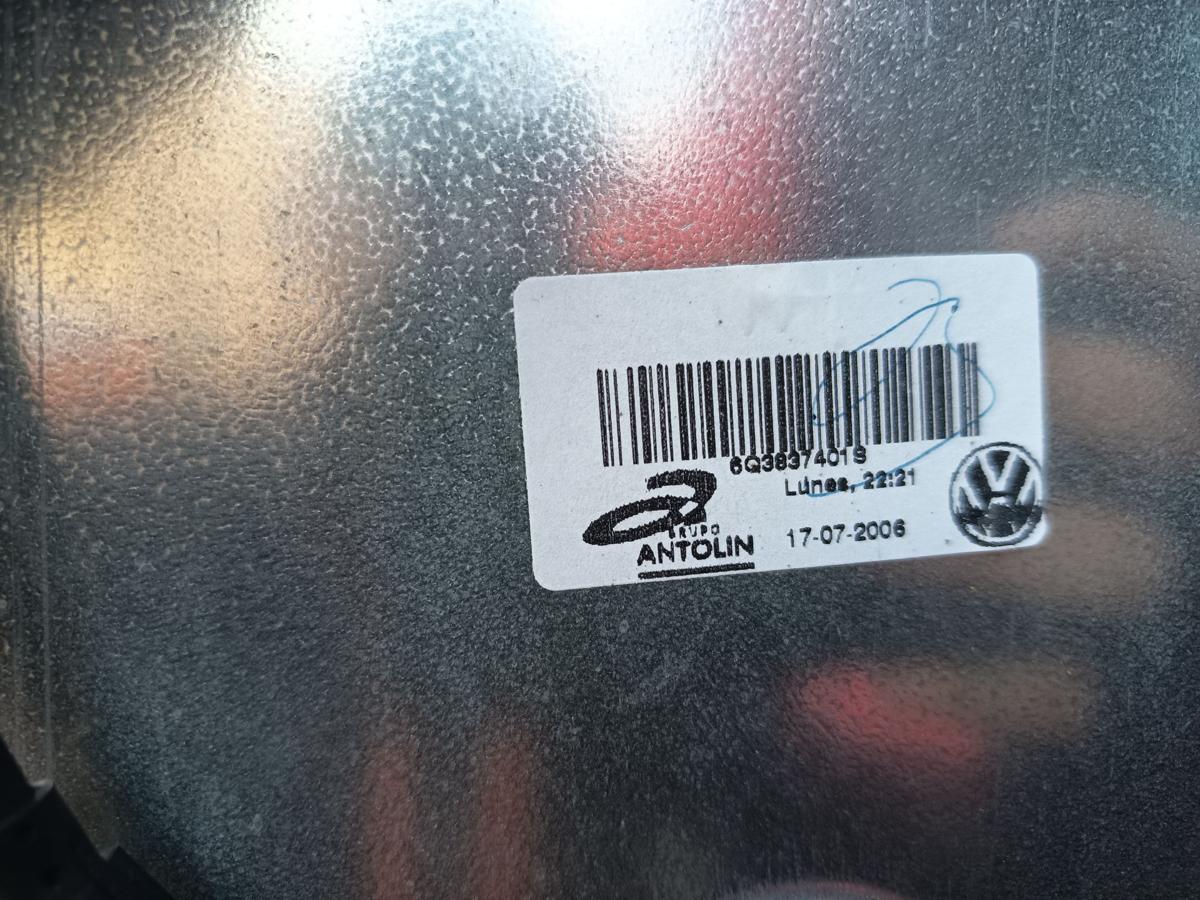 6Q3837401S
Lunes, 22:21
GRUPO
ANTOLIN
17-07-2006